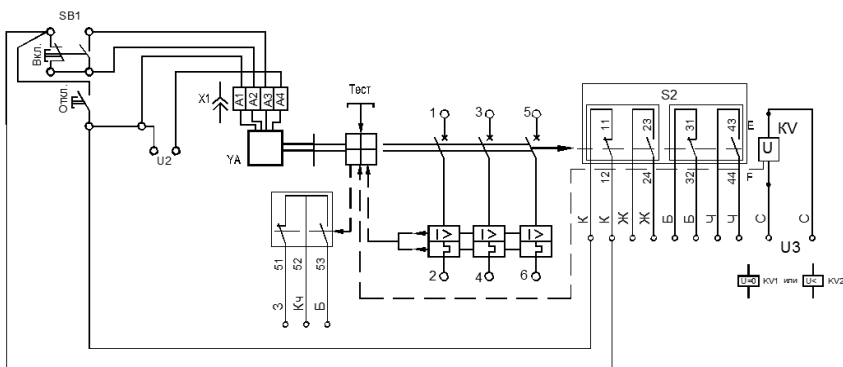 SB1
Вкл.
Откл.
X1
A1 A2 A3 A4
YA
U2
Тест
1 3 5
S2
11 23 31 43
12 24 32 44
E
F
U
KV
К К Ж Ж Б Б Ч Ч С С
U3
I> I> I>
2 4 6
51 52 53
З Кч Б
U=0 KV1 или U< KV2